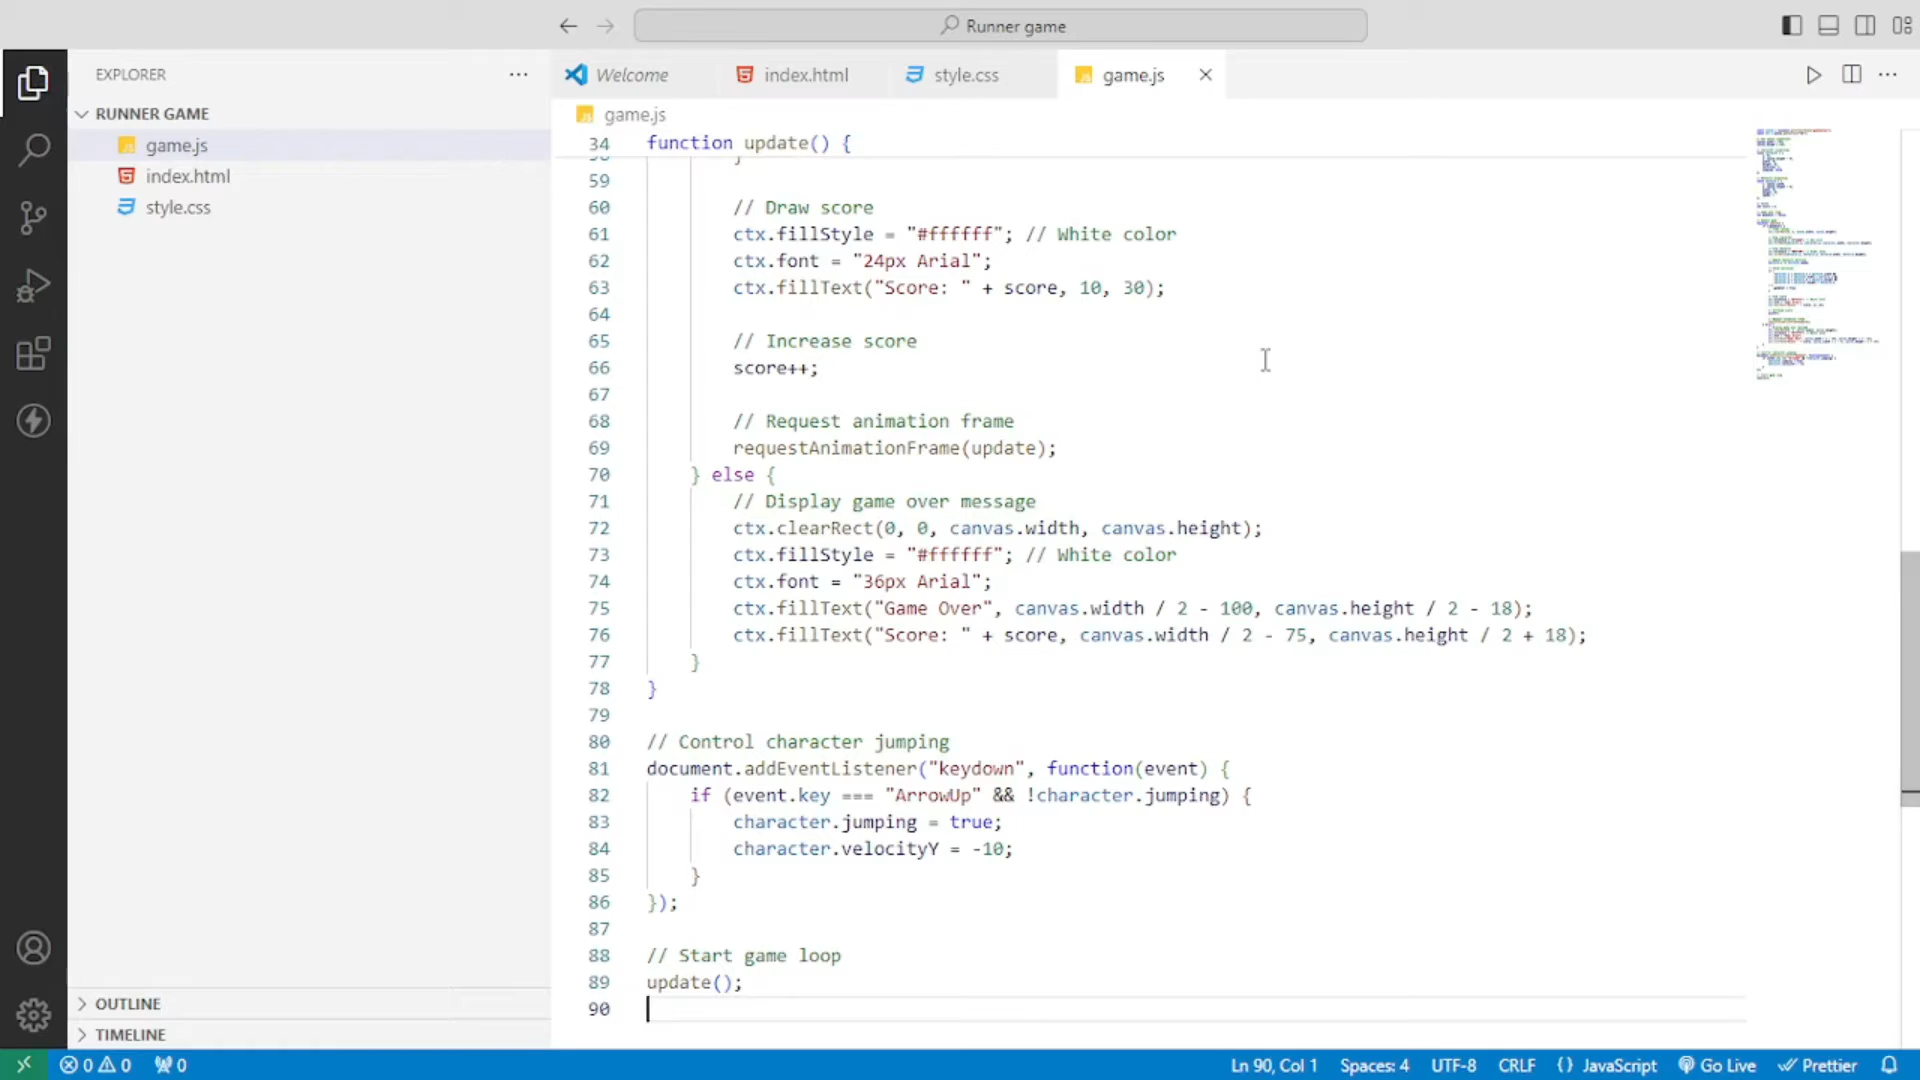 Runner game
EXPLORER
RUNNER GAME
game.js
index.html
style.css
OUTLINE
TIMELINE
Welcome
index.html
style.css
game.js
game.js
34 function update() {
59
60 // Draw score
61 ctx.fillStyle = "#ffffff"; // White color
62 ctx.font = "24px Arial";
63 ctx.fillText("Score: " + score, 10, 30);
64
65 // Increase score
66 score++;
67
68 // Request animation frame
69 requestAnimationFrame(update);
70 } else {
71 // Display game over message
72 ctx.clearRect(0, 0, canvas.width, canvas.height);
73 ctx.fillStyle = "#ffffff"; // White color
74 ctx.font = "36px Arial";
75 ctx.fillText("Game Over", canvas.width / 2 - 100, canvas.height / 2 - 18);
76 ctx.fillText("Score: " + score, canvas.width / 2 - 75, canvas.height / 2 + 18);
77 }
78 }
79
80 // Control character jumping
81 document.addEventListener("keydown", function(event) {
82 if (event.key === "ArrowUp" && !character.jumping) {
83 character.jumping = true;
84 character.velocityY = -10;
85 }
86 });
87
88 // Start game loop
89 update();
90
0 0 0
Ln 90, Col 1 Spaces: 4 UTF-8 CRLF {} JavaScript Go Live Prettier